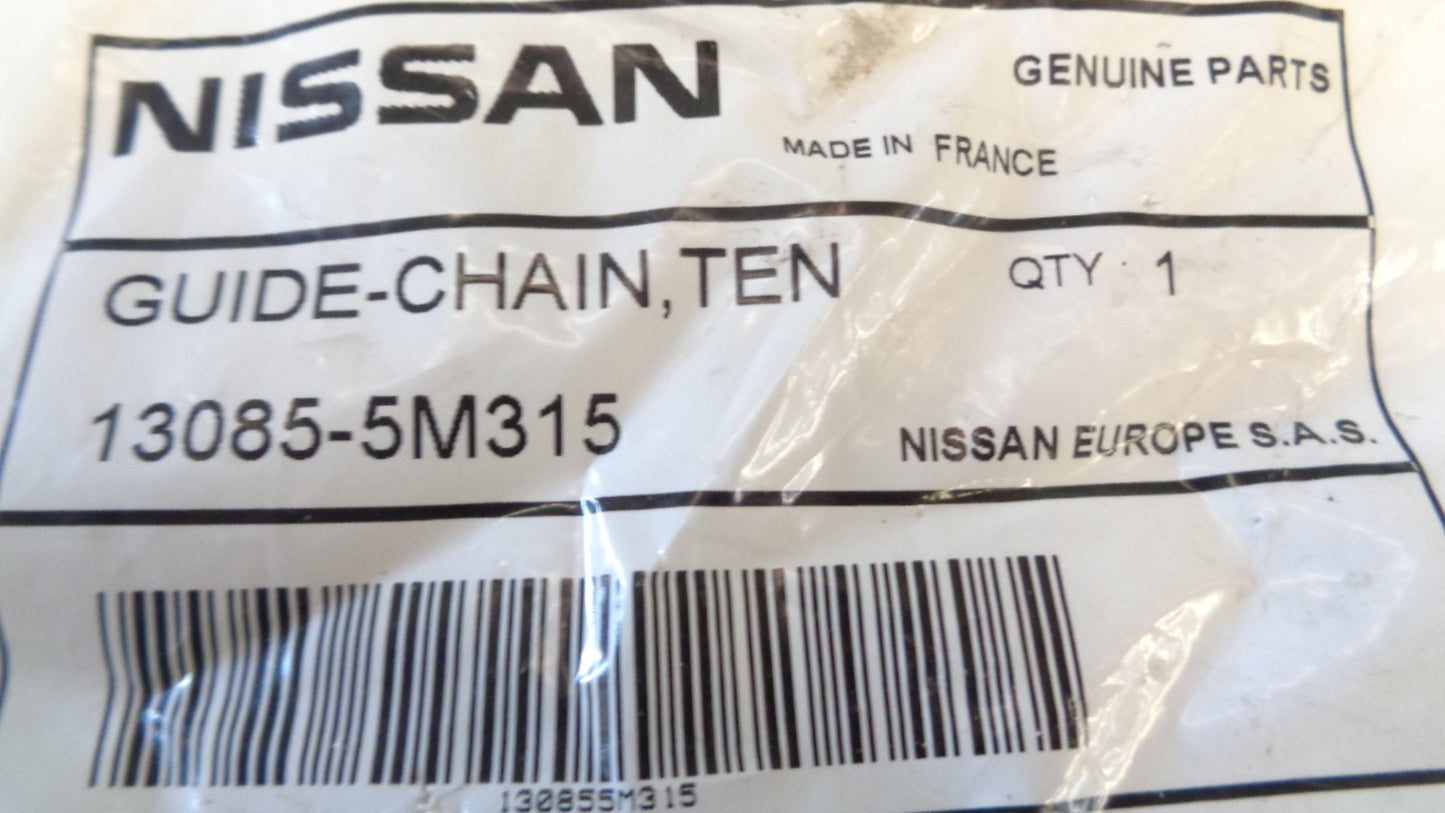 NISSAN
GENUINE PARTS
MADE IN FRANCE
GUIDE-CHAIN,TEN
QTY : 1
13085-5M315
NISSAN EUROPE S.A.S.
130855M315